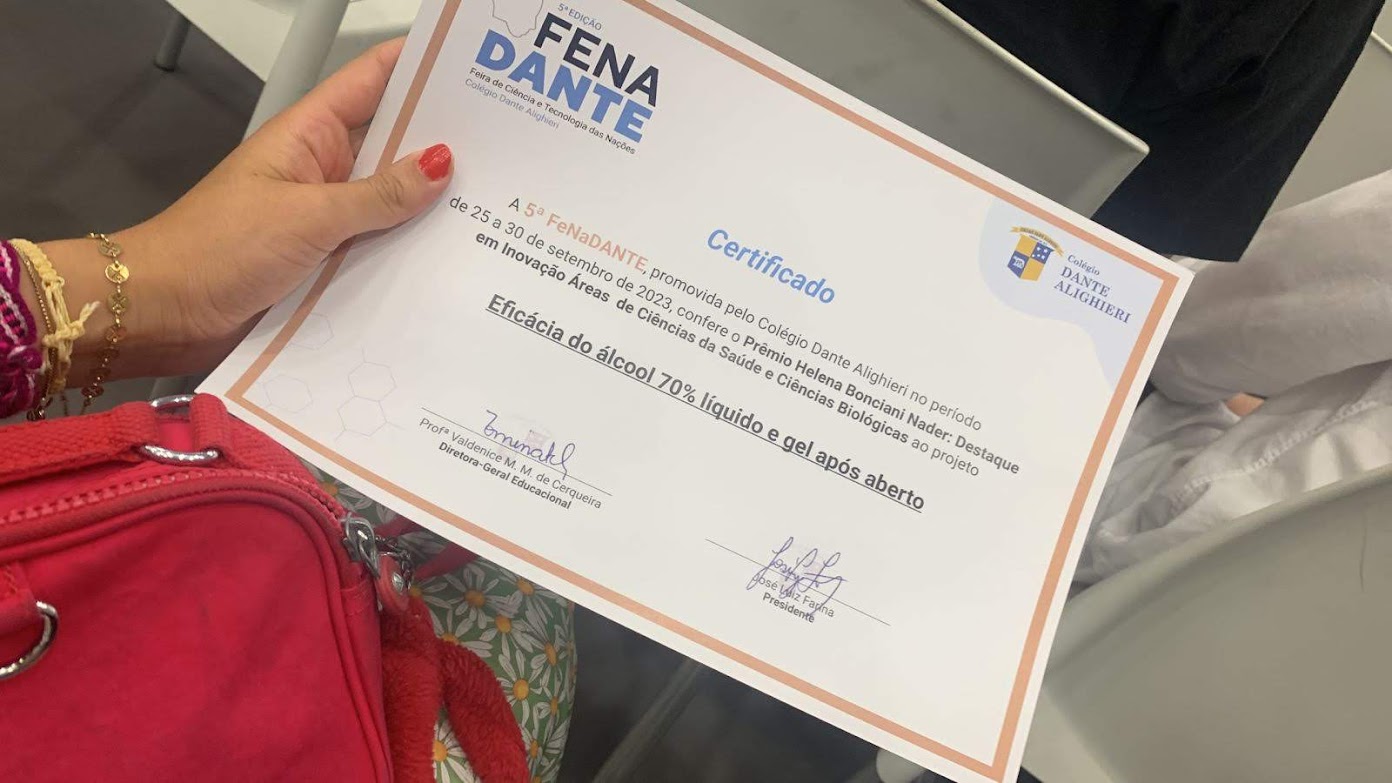 5ª EDIÇÃO
FENA
DANTE
Feira de Ciência e Tecnologia das Nações
Colégio Dante Alighieri
Colégio
DANTE
ALIGHIERI
Certificado
A 5ª FeNaDANTE, promovida pelo Colégio Dante Alighieri no período
de 25 a 30 de setembro de 2023, confere o Prêmio Helena Bonciani Nader: Destaque
em Inovação Áreas de Ciências da Saúde e Ciências Biológicas ao projeto
Eficácia do álcool 70% líquido e gel após aberto
Profª Valdenice M. M. de Cerqueira
Diretora-Geral Educacional
José Luiz Farina
Presidente